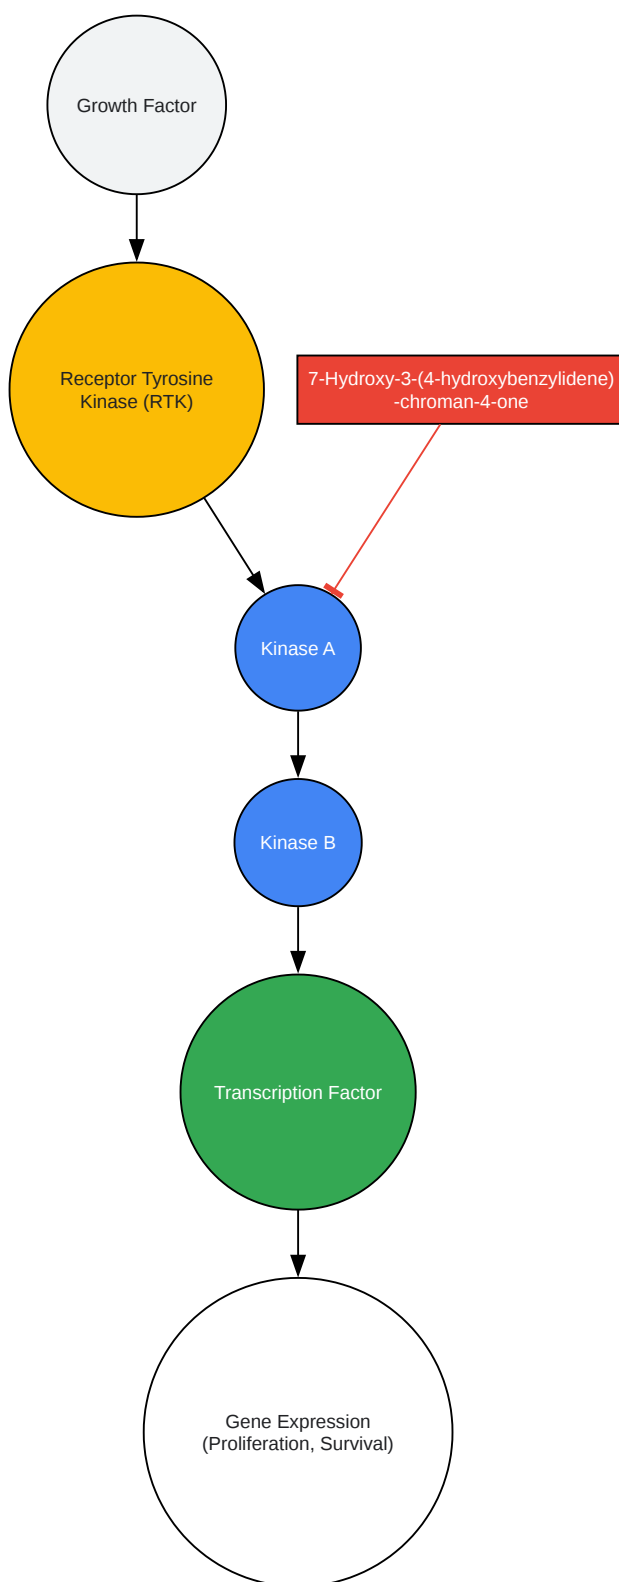 Growth Factor
Receptor Tyrosine
Kinase (RTK)
7-Hydroxy-3-(4-hydroxybenzylidene)
-chroman-4-one
Kinase A
Kinase B
Transcription Factor
Gene Expression
(Proliferation, Survival)